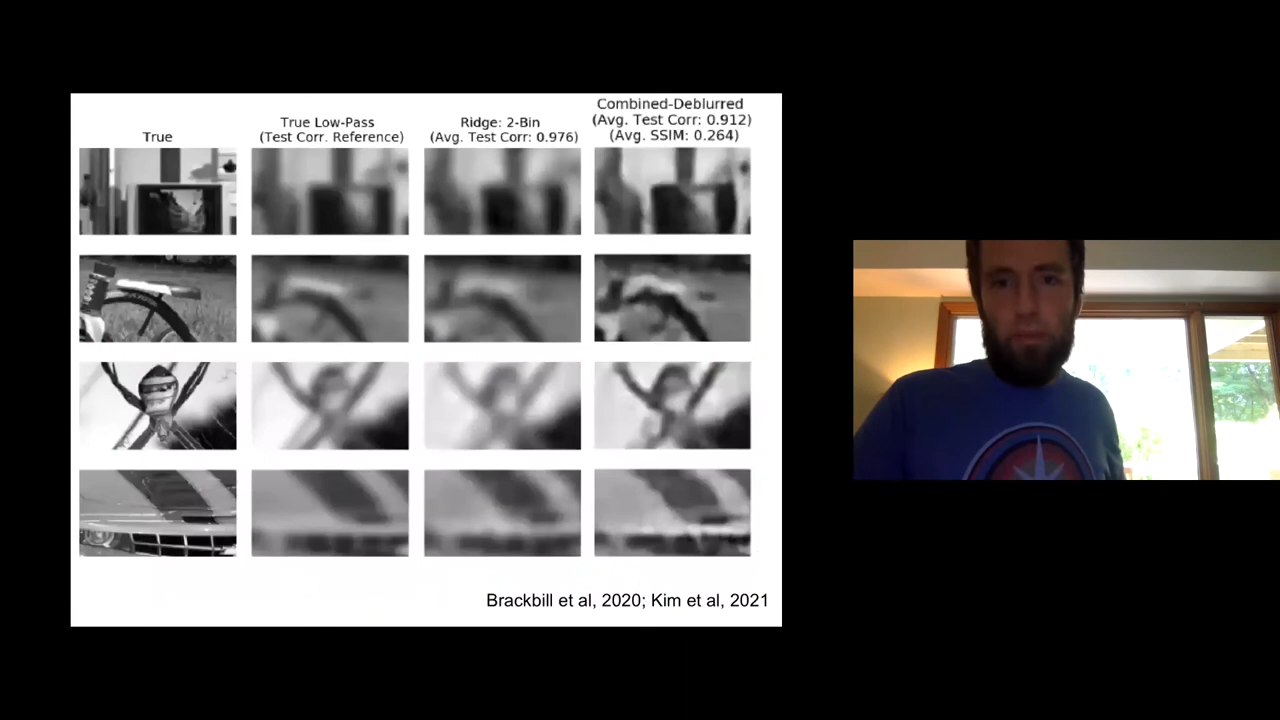 True
True Low-Pass
(Test Corr. Reference)
Ridge: 2-Bin
(Avg. Test Corr: 0.976)
Combined-Deblurred
(Avg. Test Corr: 0.912)
(Avg. SSIM: 0.264)
Brackbill et al, 2020; Kim et al, 2021